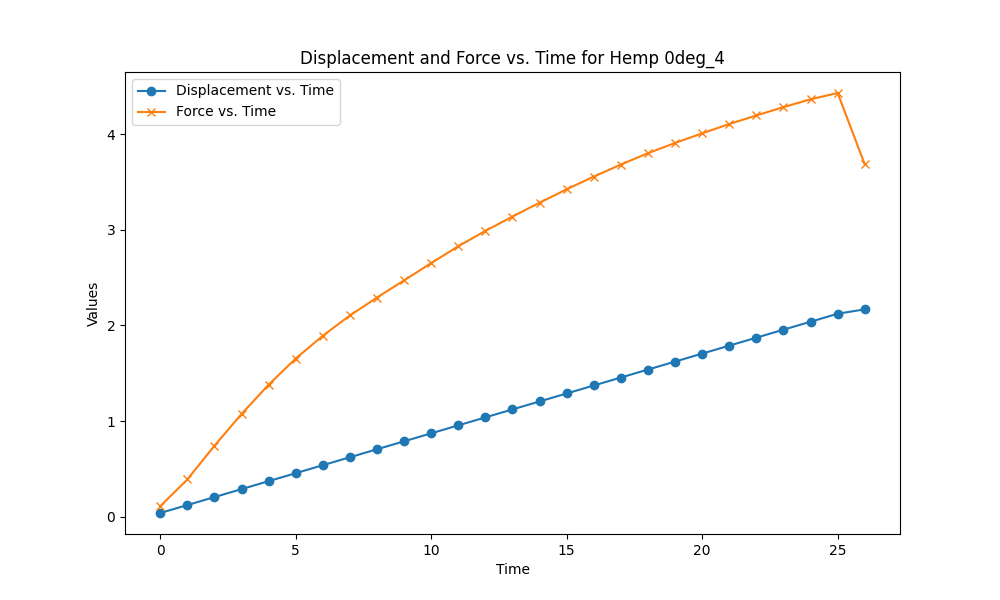 Displacement and Force vs. Time for Hemp 0deg_4
Displacement vs. Time
Force vs. Time
Values
4
3
2
1
0
0 5 10 15 20 25
Time